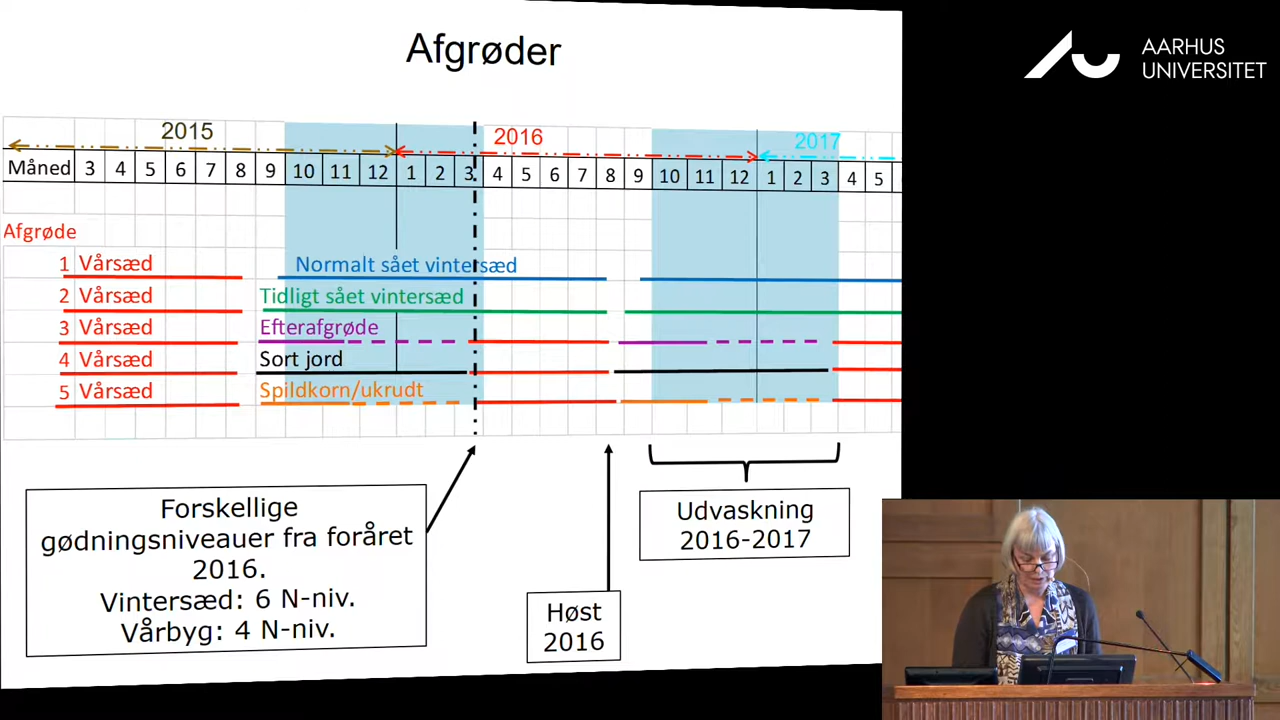 Afgrøder
AARHUS
UNIVERSITET
2015 2016 2017
Måned 3 4 5 6 7 8 9 10 11 12 1 2 3 4 5 6 7 8 9 10 11 12 1 2 3 4 5
Afgrøde
1 Vårsæd Normalt sået vintersæd
2 Vårsæd Tidligt sået vintersæd
3 Vårsæd Efterafgrøde
4 Vårsæd Sort jord
5 Vårsæd Spildkorn/ukrudt
Forskellige
gødningsniveauer fra foråret
2016.
Vintersæd: 6 N-niv.
Vårbyg: 4 N-niv.
Høst
2016
Udvaskning
2016-2017